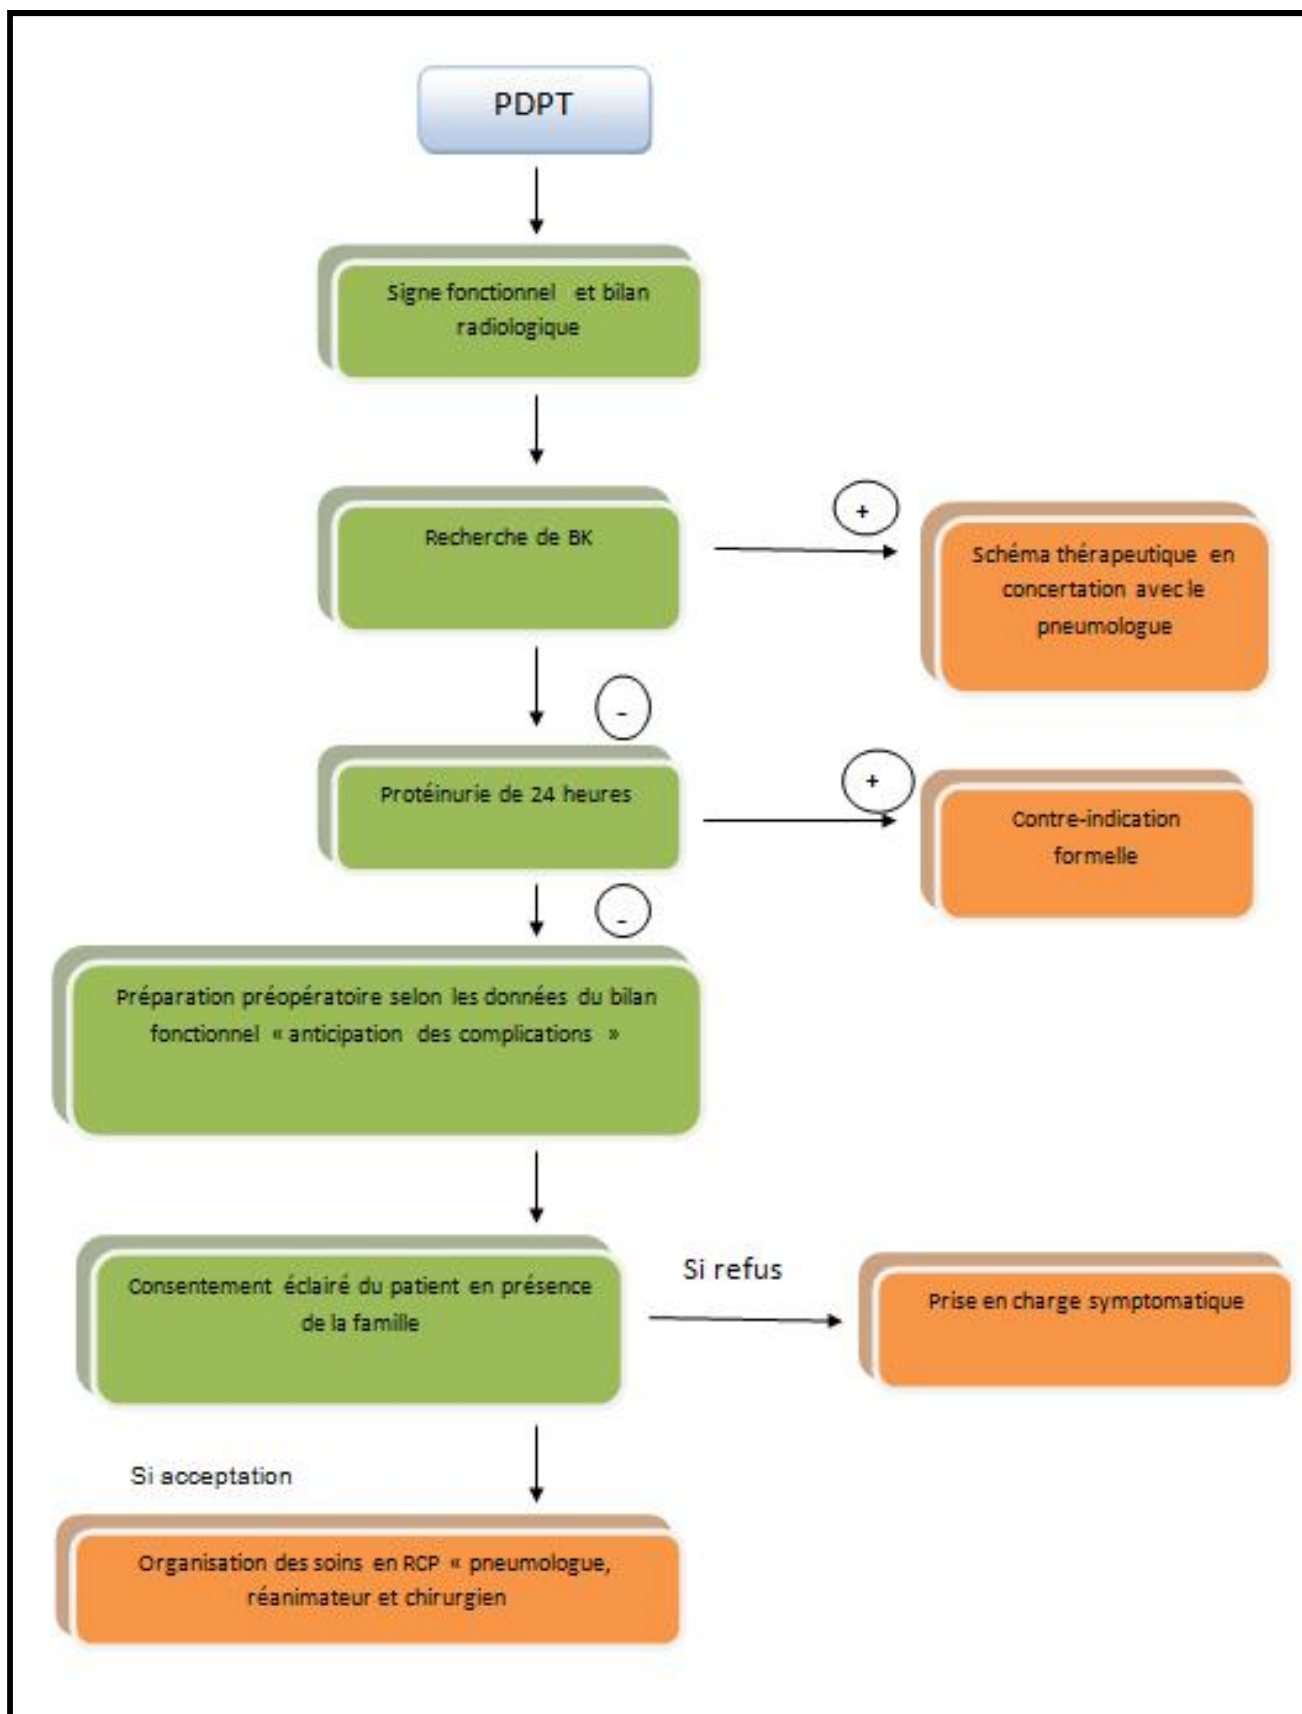 PDPT
Signe fonctionnel et bilan
radiologique
Recherche de BK
+
Schéma thérapeutique en
concertation avec le
pneumologue
-
Protéinurie de 24 heures
+
Contre-indication
formelle
-
Préparation préopératoire selon les données du bilan
fonctionnel « anticipation des complications »
Consentement éclairé du patient en présence
de la famille
Si refus
Prise en charge symptomatique
Si acceptation
Organisation des soins en RCP « pneumologue,
réanimateur et chirurgien